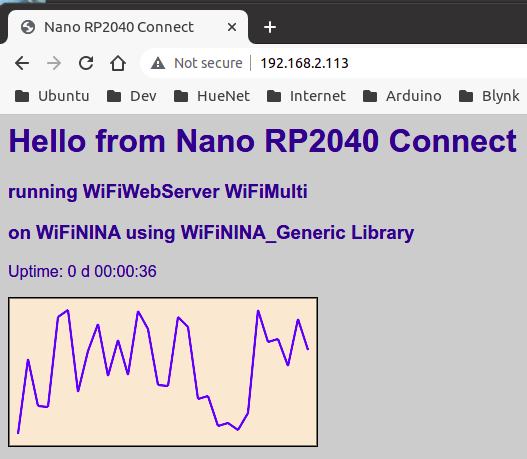 Nano RP2040 Connect
Not secure 192.168.2.113
Ubuntu Dev HueNet Internet Arduino Blynk
Hello from Nano RP2040 Connect
running WiFiWebServer WiFiMulti
on WiFiNINA using WiFiNINA_Generic Library
Uptime: 0 d 00:00:36